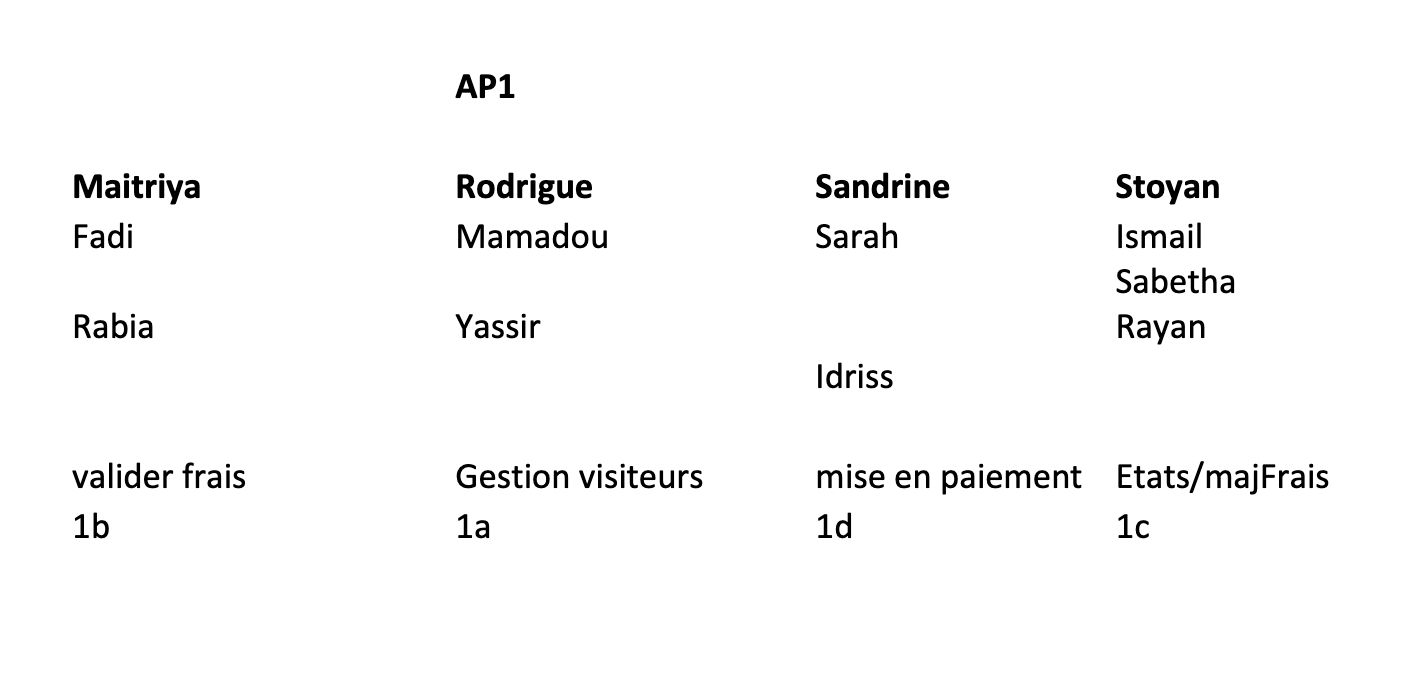 AP1
Maitriya Rodrigue Sandrine Stoyan
Fadi Mamadou Sarah Ismail
Sabetha
Rabia Yassir Rayan
Idriss
valider frais Gestion visiteurs mise en paiement Etats/majFrais
1b 1a 1d 1c